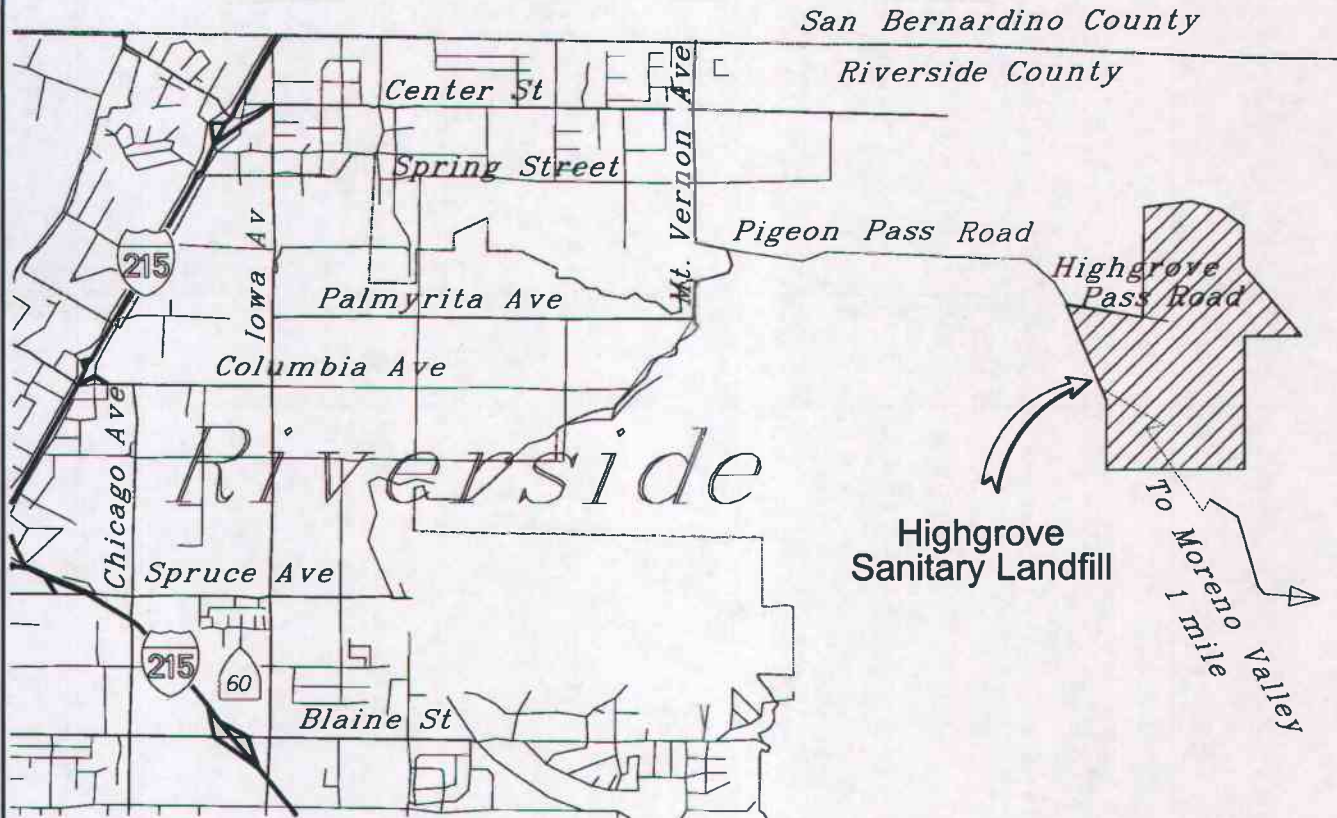 San Bernardino County
Riverside County
Center St
Mt. Vernon Ave
Spring Street
Pigeon Pass Road
215
Iowa Av
Highgrove
Pass Road
Palmyrita Ave
Columbia Ave
Chicago Ave
Riverside
Highgrove
Sanitary Landfill
To Moreno Valley
1 mile
Spruce Ave
215
60
Blaine St